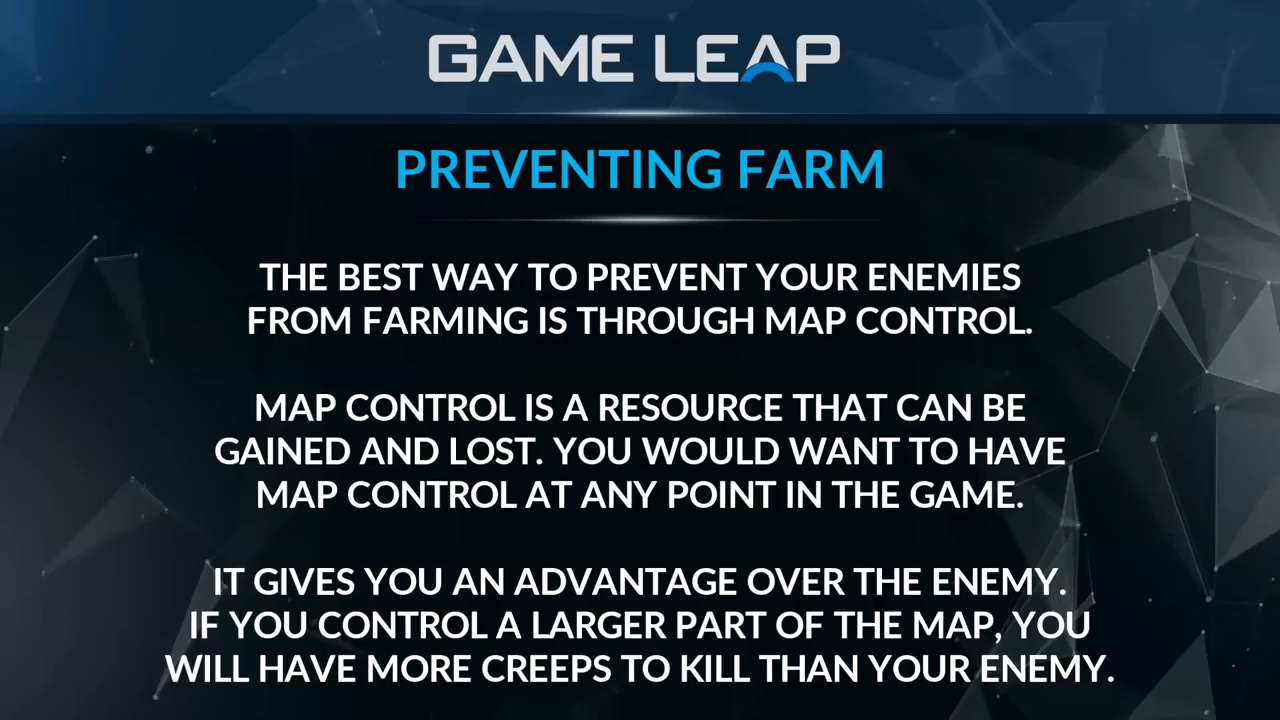 GAME LEAP
PREVENTING FARM
THE BEST WAY TO PREVENT YOUR ENEMIES
FROM FARMING IS THROUGH MAP CONTROL.
MAP CONTROL IS A RESOURCE THAT CAN BE
GAINED AND LOST. YOU WOULD WANT TO HAVE
MAP CONTROL AT ANY POINT IN THE GAME.
IT GIVES YOU AN ADVANTAGE OVER THE ENEMY.
IF YOU CONTROL A LARGER PART OF THE MAP, YOU
WILL HAVE MORE CREEPS TO KILL THAN YOUR ENEMY.